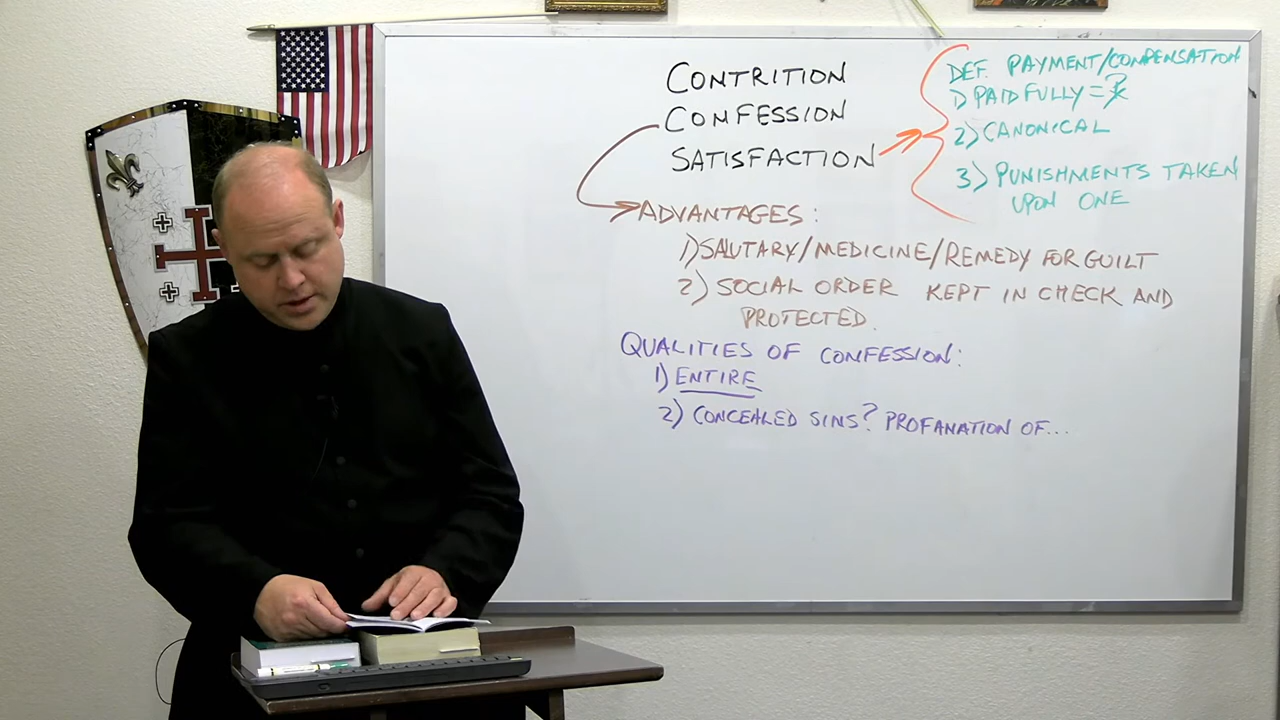 CONTRITION
CONFESSION
SATISFACTION
DEF. PAYMENT/COMPENSATION
1) PAID FULLY =
2) CANONICAL
3) PUNISHMENTS TAKEN
UPON ONE
ADVANTAGES:
1) SALUTARY/MEDICINE/REMEDY FOR GUILT
2) SOCIAL ORDER KEPT IN CHECK AND
PROTECTED.
QUALITIES OF CONFESSION:
1) ENTIRE
2) CONCEALED SINS? PROFANATION OF...